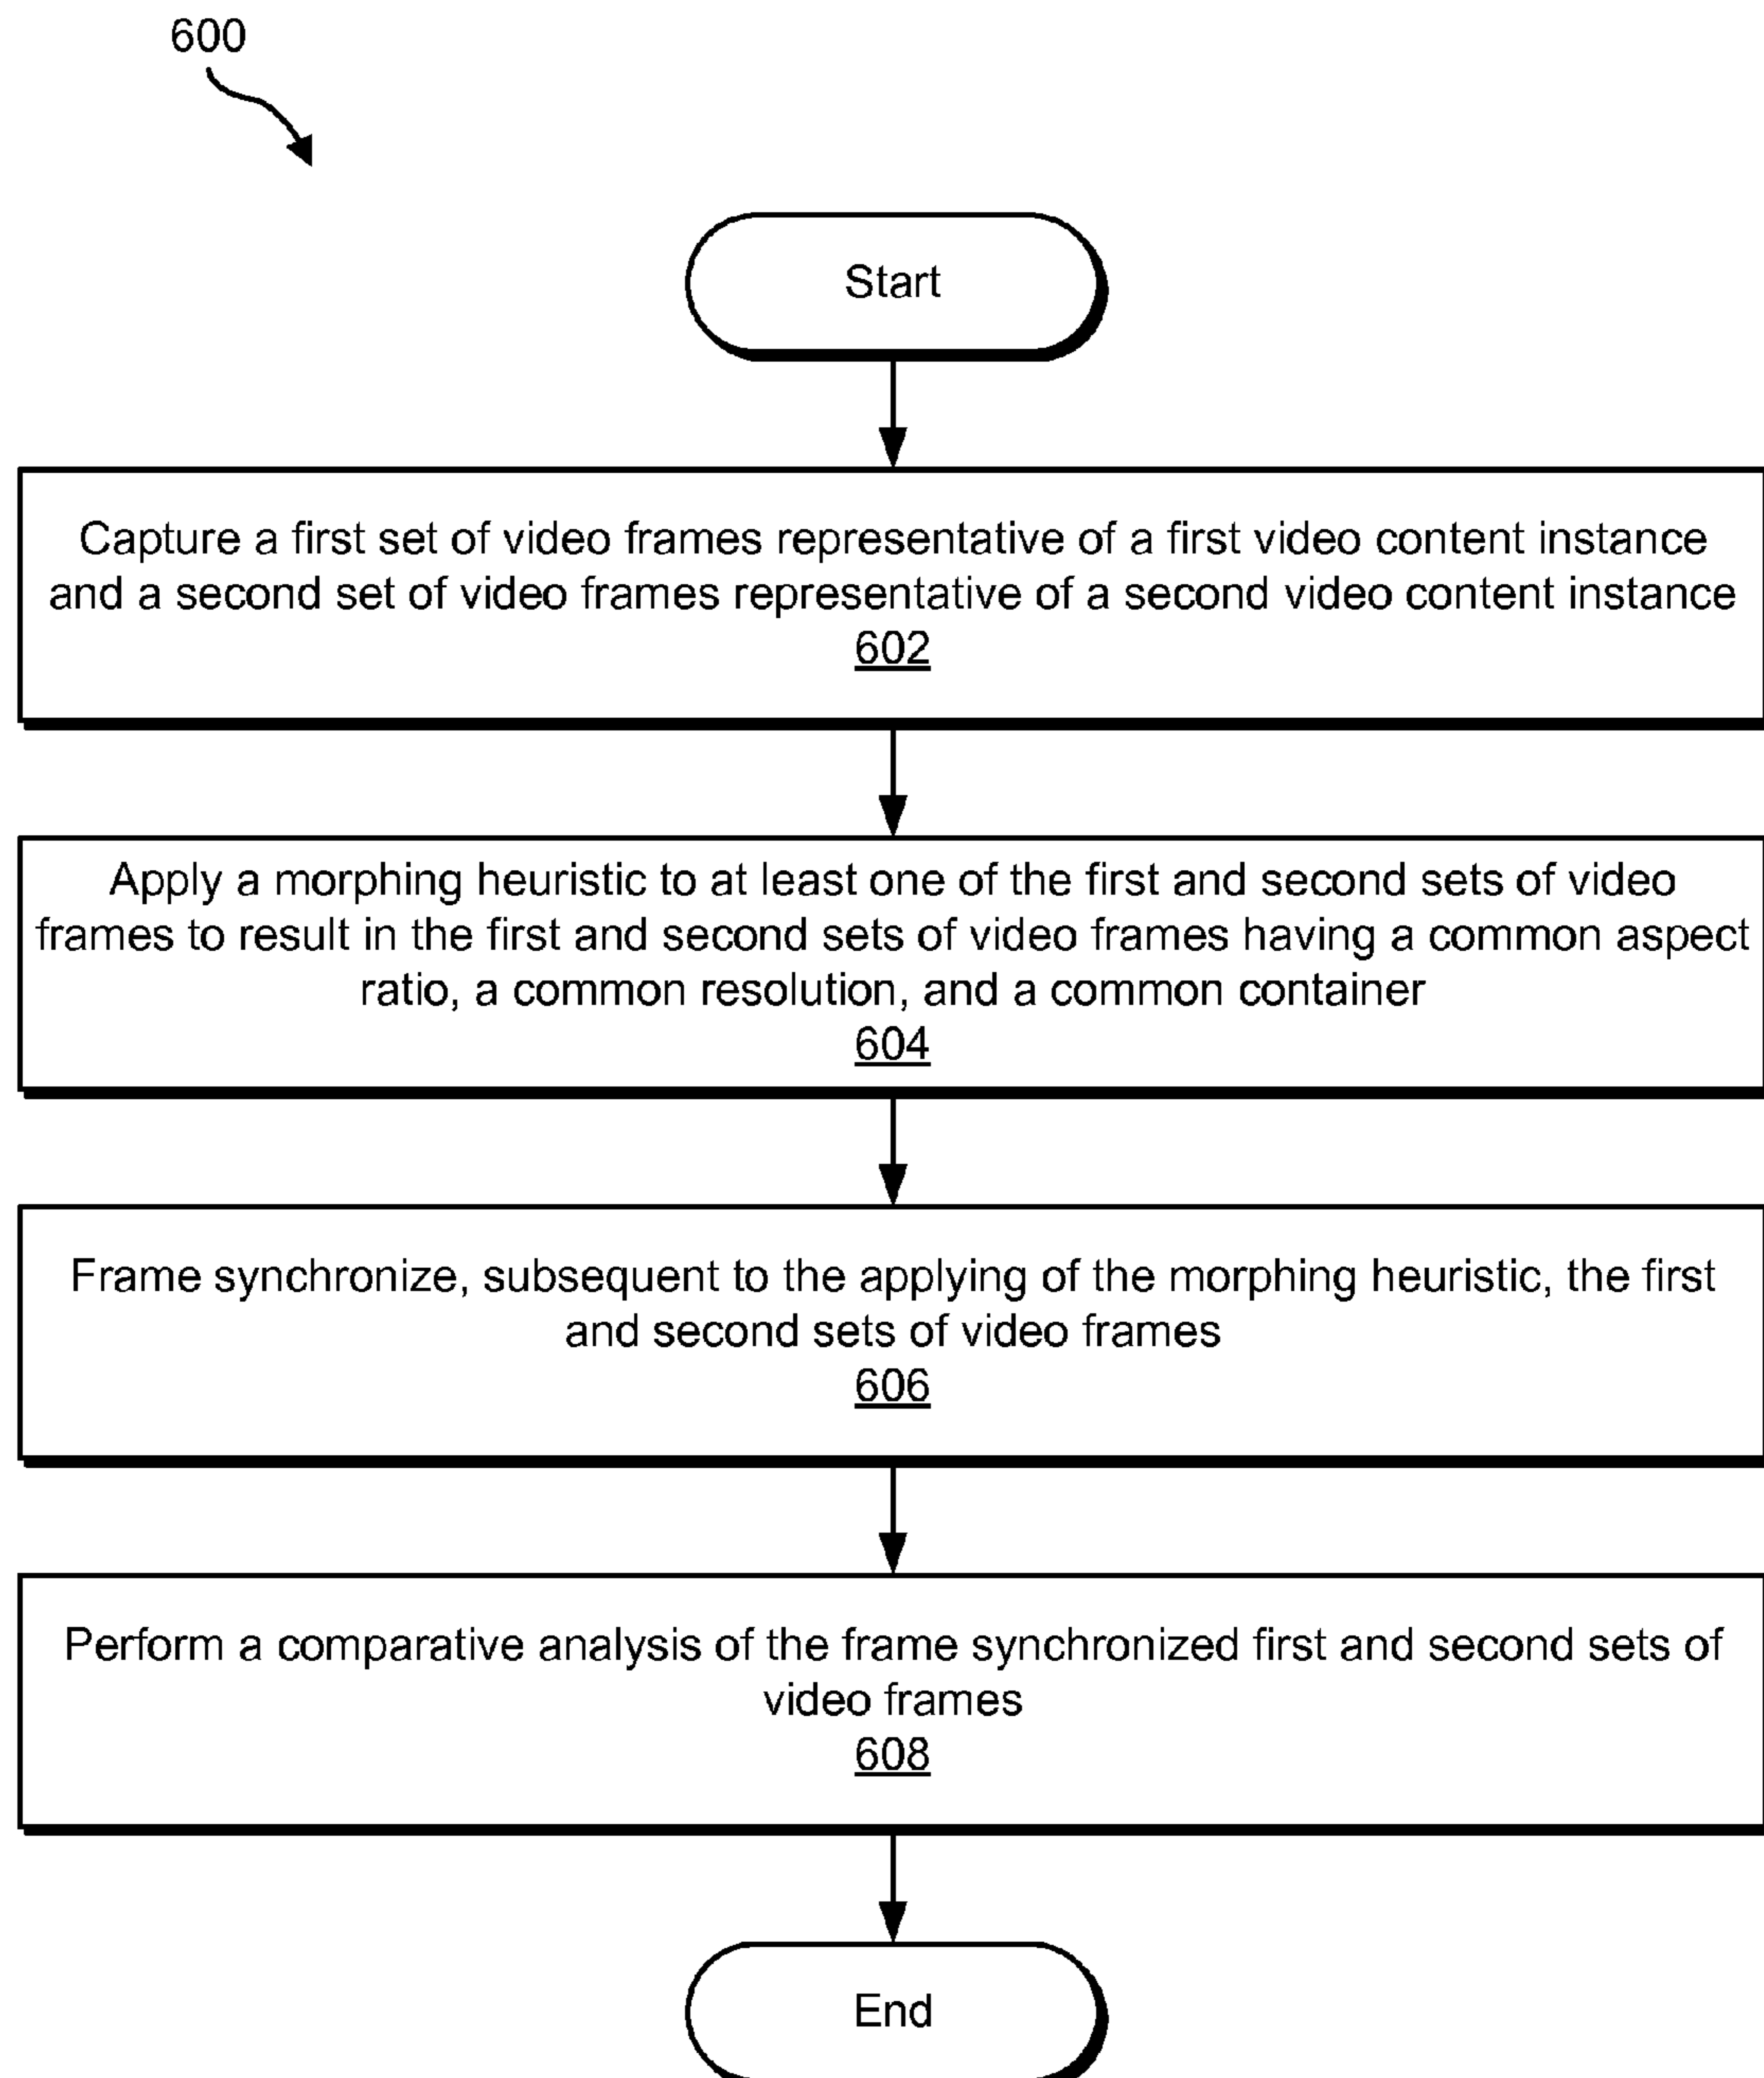 600
Start
Capture a first set of video frames representative of a first video content instance
and a second set of video frames representative of a second video content instance
602
Apply a morphing heuristic to at least one of the first and second sets of video
frames to result in the first and second sets of video frames having a common aspect
ratio, a common resolution, and a common container
604
Frame synchronize, subsequent to the applying of the morphing heuristic, the first
and second sets of video frames
606
Perform a comparative analysis of the frame synchronized first and second sets of
video frames
608
End